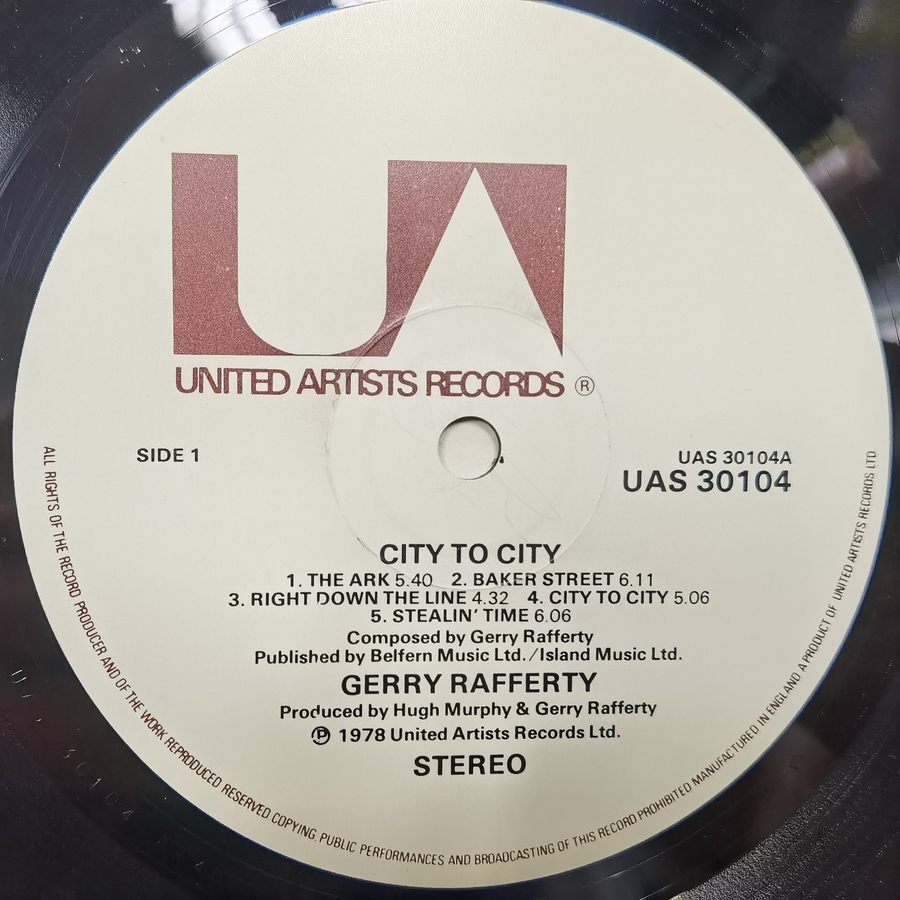 UA
UNITED ARTISTS RECORDS ®
SIDE 1
UAS 30104A
UAS 30104
CITY TO CITY
1. THE ARK 5.40 2. BAKER STREET 6.11
3. RIGHT DOWN THE LINE 4.32 4. CITY TO CITY 5.06
5. STEALIN' TIME 6.06
Composed by Gerry Rafferty
Published by Belfern Music Ltd./Island Music Ltd.
GERRY RAFFERTY
Produced by Hugh Murphy & Gerry Rafferty
℗ 1978 United Artists Records Ltd.
STEREO
ALL RIGHTS OF THE RECORD PRODUCER AND OF THE WORK REPRODUCED RESERVED COPYING, PUBLIC PERFORMANCES AND BROADCASTING OF THIS RECORD PROHIBITED MANUFACTURED IN ENGLAND A PRODUCT OF UNITED ARTISTS RECORDS LTD